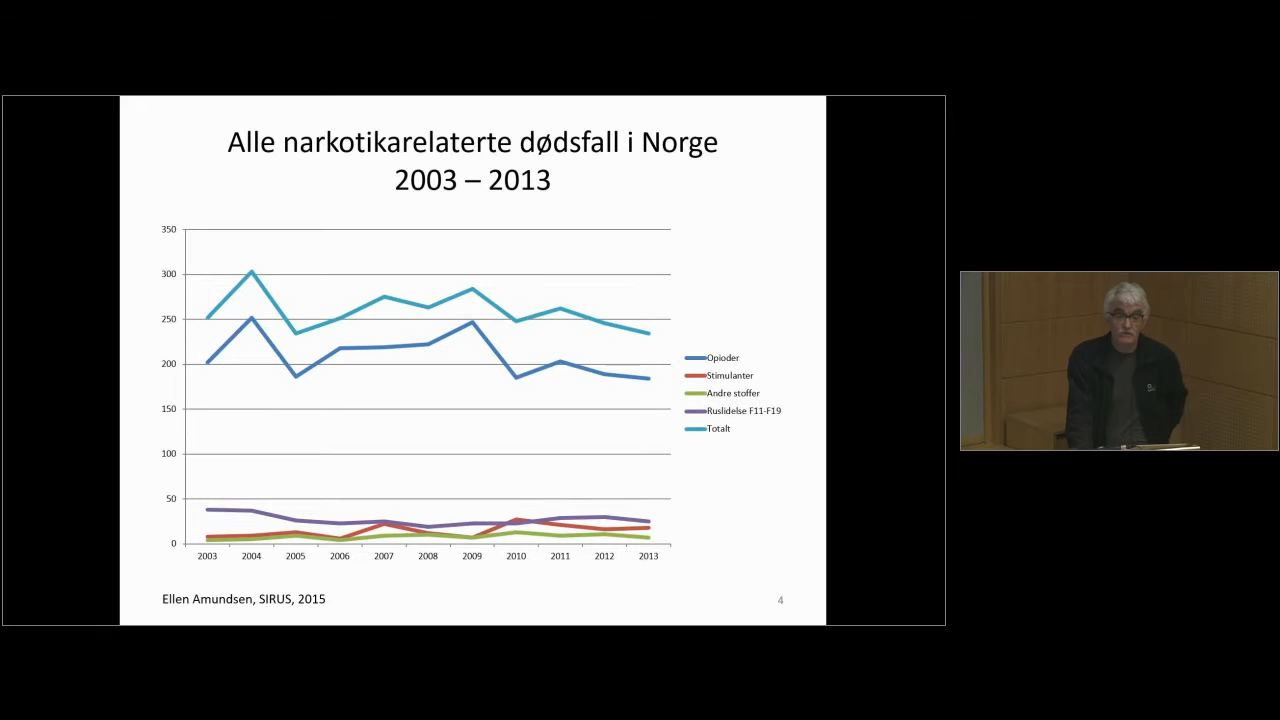 Alle narkotikarelaterte dødsfall i Norge
2003 – 2013
350
300
250
200
150
100
50
0
2003 2004 2005 2006 2007 2008 2009 2010 2011 2012 2013
Opioder
Stimulanter
Andre stoffer
Ruslidelse F11-F19
Totalt
Ellen Amundsen, SIRUS, 2015
4